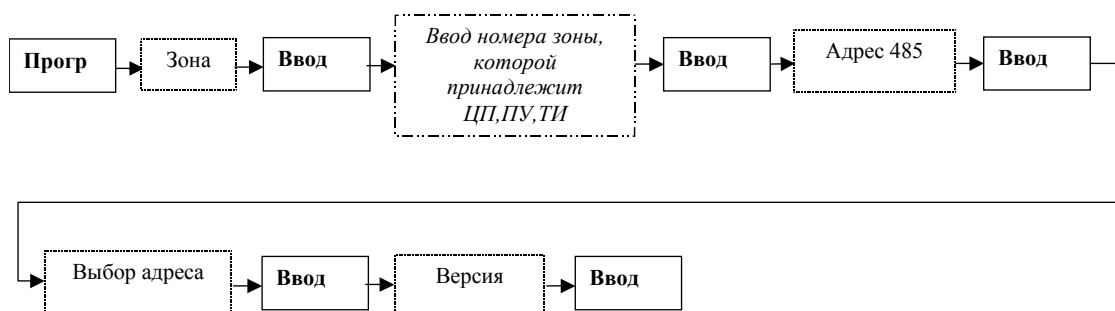 Прогр
Зона
Ввод
Ввод номера зоны,
которой
принадлежит
ЦП,ПУ,ТИ
Ввод
Адрес 485
Ввод
Выбор адреса
Ввод
Версия
Ввод